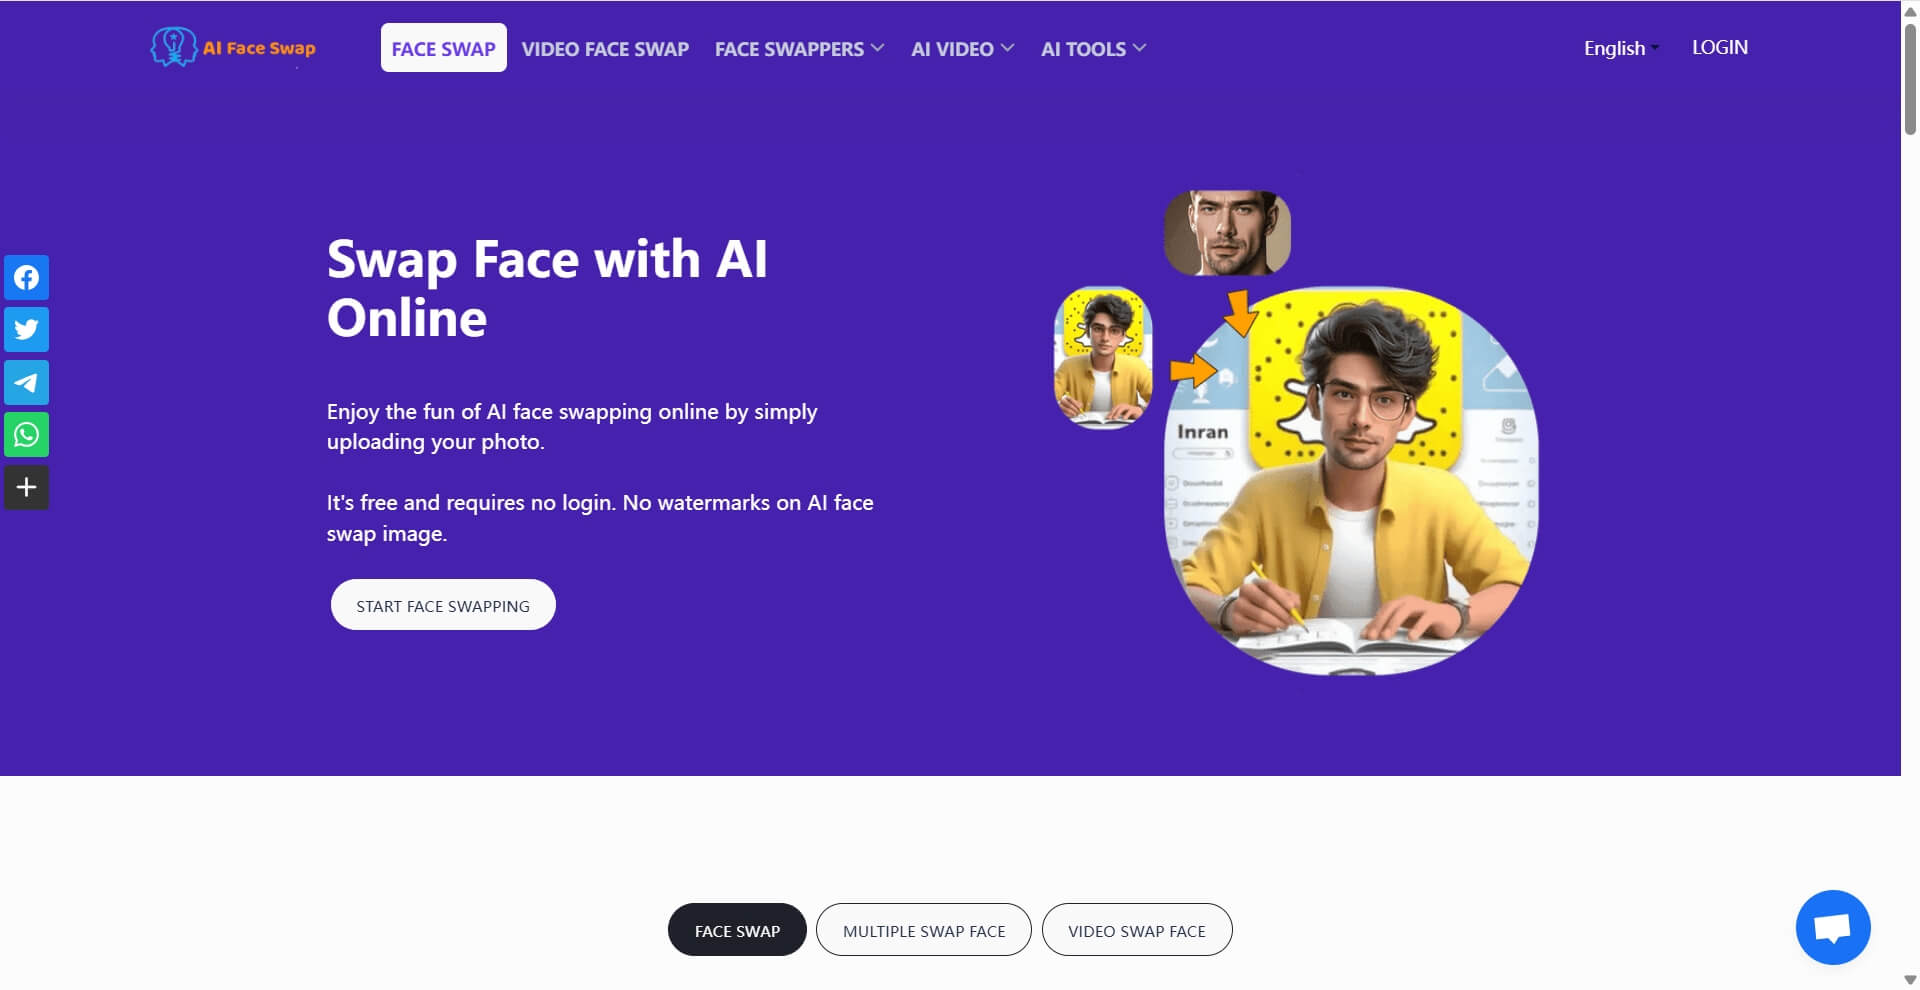 AI Face Swap
FACE SWAP
VIDEO FACE SWAP
FACE SWAPPERS
AI VIDEO
AI TOOLS
English
LOGIN
Swap Face with AI
Online
Enjoy the fun of AI face swapping online by simply
uploading your photo.
It's free and requires no login. No watermarks on AI face
swap image.
START FACE SWAPPING
Inran
FACE SWAP
MULTIPLE SWAP FACE
VIDEO SWAP FACE